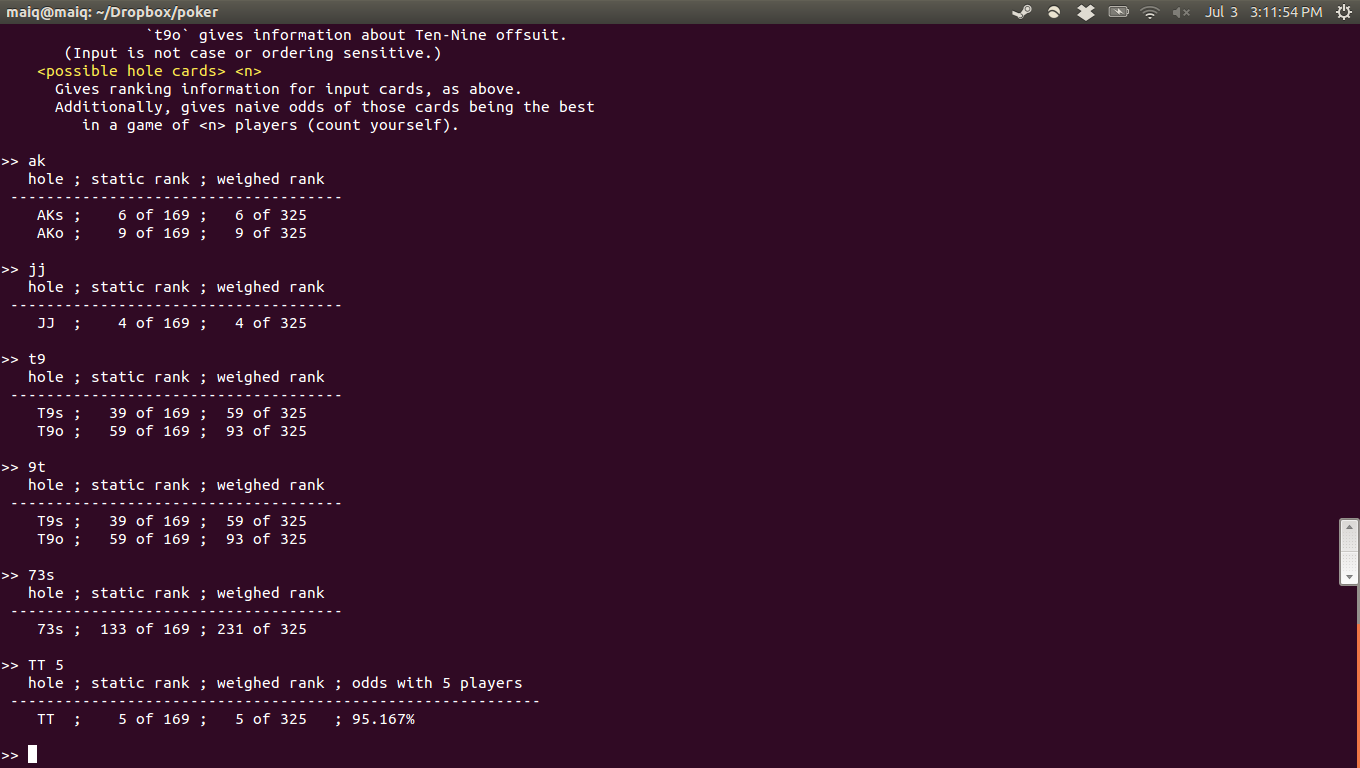 maiq@maiq: ~/Dropbox/poker
Jul 3 3:11:54 PM
`t9o` gives information about Ten-Nine offsuit.
(Input is not case or ordering sensitive.)
<possible hole cards> <n>
Gives ranking information for input cards, as above.
Additionally, gives naive odds of those cards being the best
in a game of <n> players (count yourself).
>> ak
hole ; static rank ; weighed rank
-------------------------------------
AKs ;    6 of 169 ;   6 of 325
AKo ;    9 of 169 ;   9 of 325
>> jj
hole ; static rank ; weighed rank
-------------------------------------
JJ  ;    4 of 169 ;   4 of 325
>> t9
hole ; static rank ; weighed rank
-------------------------------------
T9s ;   39 of 169 ;  59 of 325
T9o ;   59 of 169 ;  93 of 325
>> 9t
hole ; static rank ; weighed rank
-------------------------------------
T9s ;   39 of 169 ;  59 of 325
T9o ;   59 of 169 ;  93 of 325
>> 73s
hole ; static rank ; weighed rank
-------------------------------------
73s ;  133 of 169 ; 231 of 325
>> TT 5
hole ; static rank ; weighed rank ; odds with 5 players
-----------------------------------------------------------
TT  ;    5 of 169 ;   5 of 325   ; 95.167%
>>